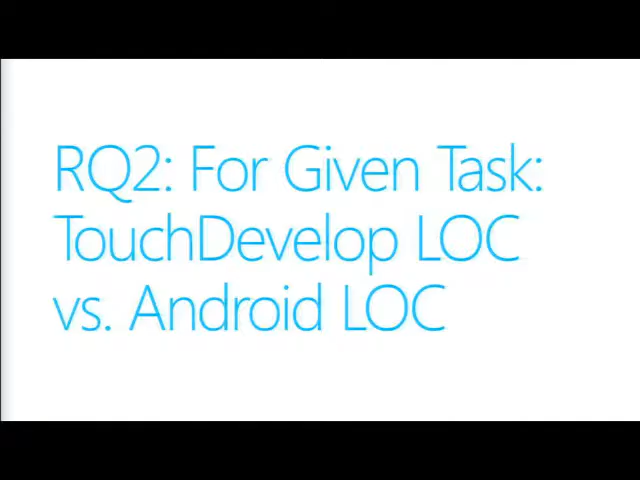 RQ2: For Given Task:
TouchDevelop LOC
vs. Android LOC